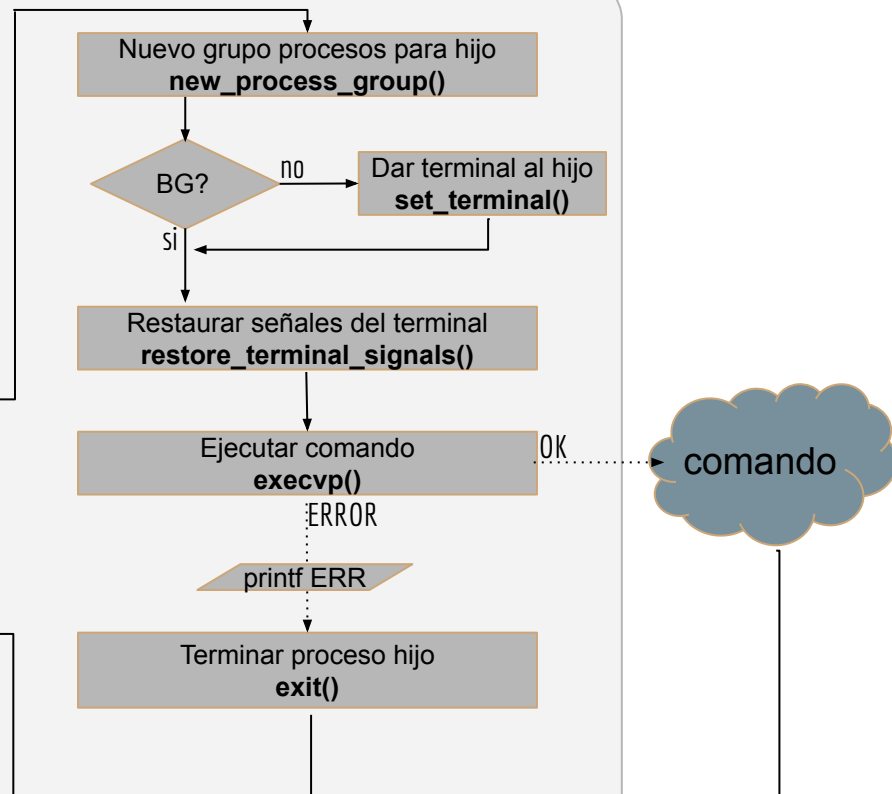 Nuevo grupo procesos para hijo
new_process_group()
BG?
no
Dar terminal al hijo
set_terminal()
si
Restaurar señales del terminal
restore_terminal_signals()
Ejecutar comando
execvp()
OK
comando
ERROR
printf ERR
Terminar proceso hijo
exit()